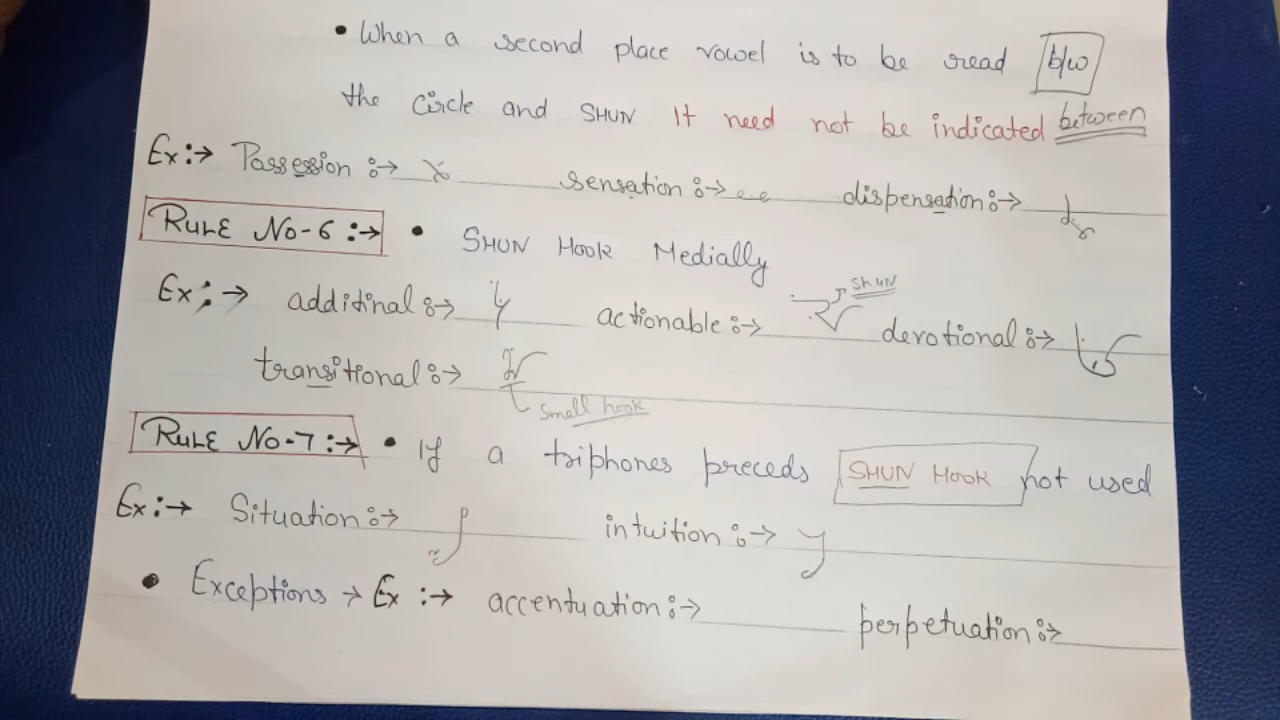 • When a second place vowel is to be read b/w
the circle and SHUN It need not be indicated between
Ex:→ Possession :→ sensation :→ dispensation :→
RULE No-6 :→ • SHUN Hook Medially
Ex:→ additinal :→ actionable :→ SHUN devotional :→
transitional :→
small hook
RULE No-7 :→ • If a triphones preceds SHUN HOOK not used
Ex:→ Situation :→ intuition :→
• Exceptions → Ex :→ accentuation :→ perpetuation :→